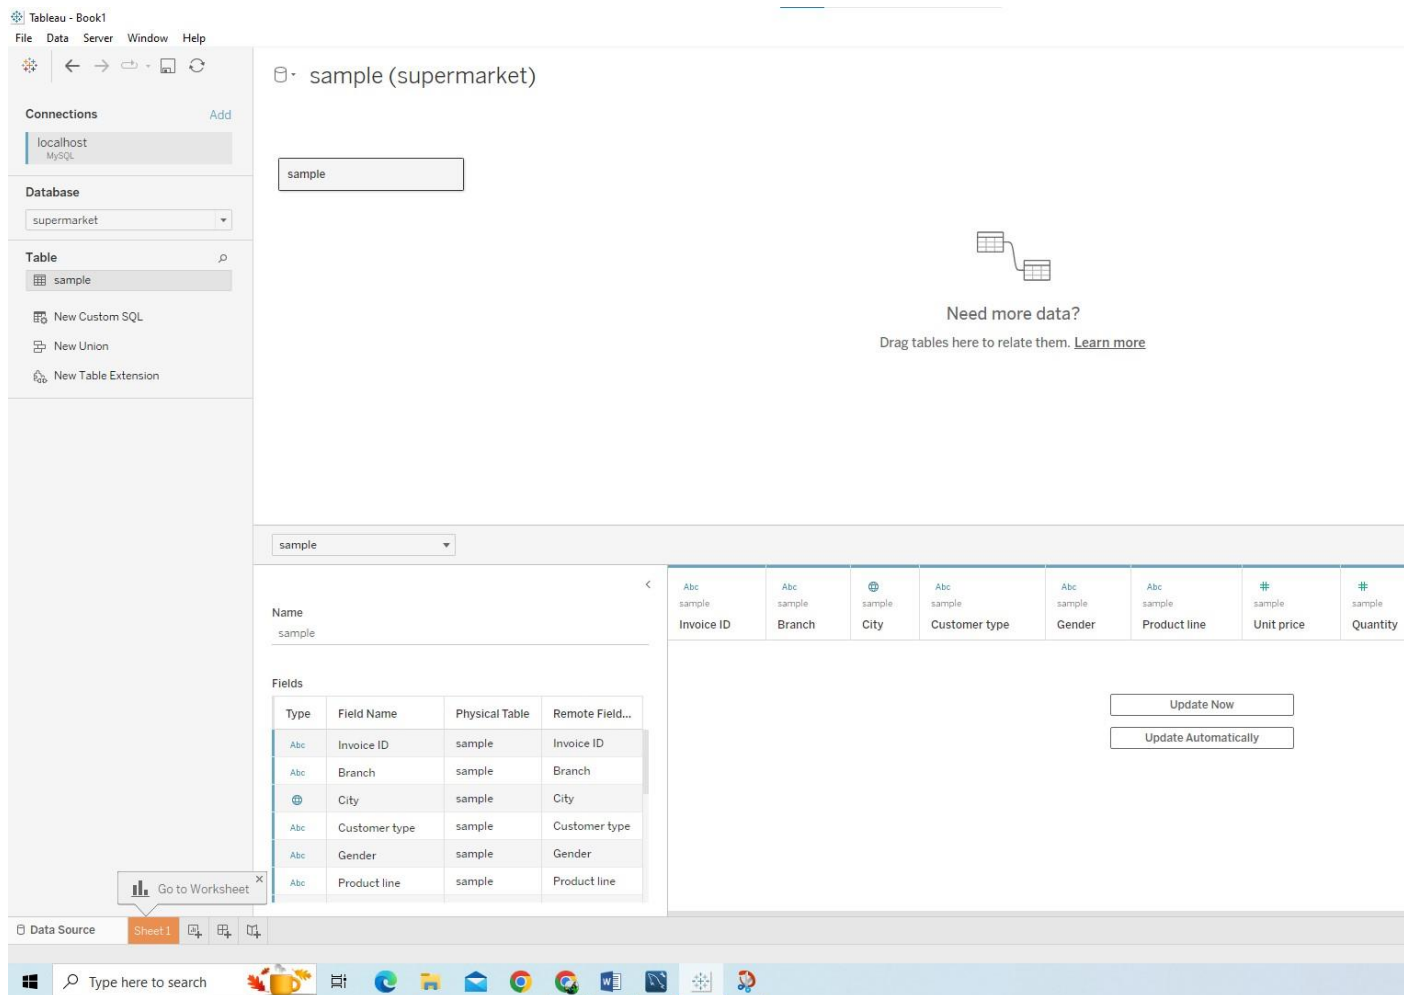 Tableau - Book1
File Data Server Window Help
sample (supermarket)
Connections Add
localhost
MySQL
sample
Database
supermarket
Table
sample
New Custom SQL
New Union
New Table Extension
Need more data?
Drag tables here to relate them. Learn more
sample
Name
sample
Fields
Type Field Name Physical Table Remote Field...
Abc Invoice ID sample Invoice ID
Abc Branch sample Branch
City sample City
Abc Customer type sample Customer type
Abc Gender sample Gender
Abc Product line sample Product line
Abc Abc Abc Abc Abc # #
sample sample sample sample sample sample sample sample
Invoice ID Branch City Customer type Gender Product line Unit price Quantity
Update Now
Update Automatically
Go to Worksheet
Data Source Sheet 1
Type here to search